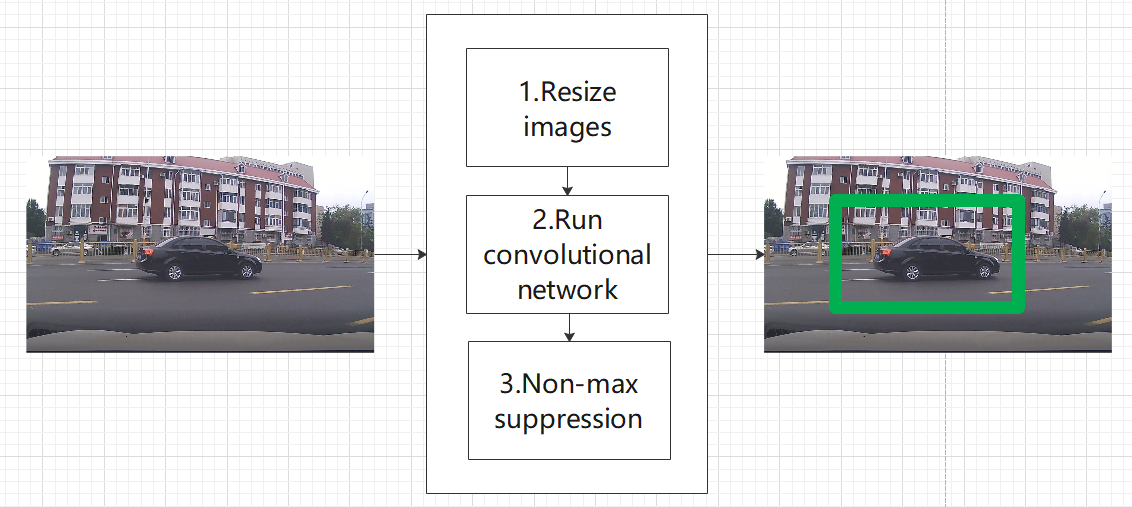 1.Resize
images
2.Run
convolutional
network
3.Non-max
suppression